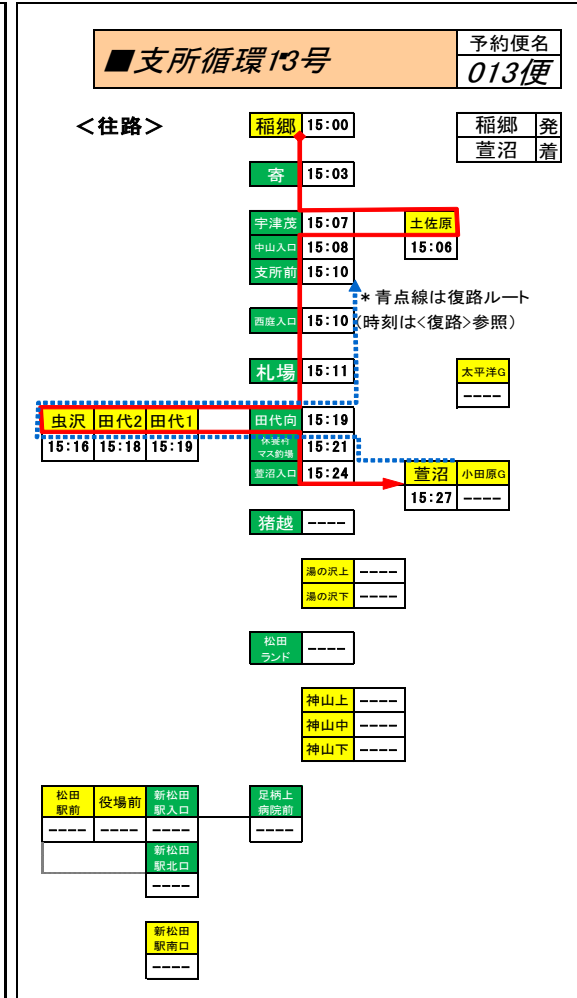 ■支所循環13号
予約便名
013便
＜往路＞
稲郷 15:00
稲郷 発
萱沼 着
寄 15:03
宇津茂 15:07
土佐原
中山入口 15:08
15:06
支所前 15:10
＊青点線は復路ルート
西庭入口 15:10
(時刻は<復路>参照)
札場 15:11
太平洋G
----
虫沢 田代2 田代1
田代向 15:19
15:16 15:18 15:19
休養村
マス釣場
15:21
萱沼入口 15:24
萱沼 小田原G
15:27 ----
猪越 ----
湯の沢上 ----
湯の沢下 ----
松田
ランド
----
神山上 ----
神山中 ----
神山下 ----
松田
駅前
役場前
新松田
駅入口
足柄上
病院前
---- ---- ---- ----
新松田
駅北口
----
新松田
駅南口
----